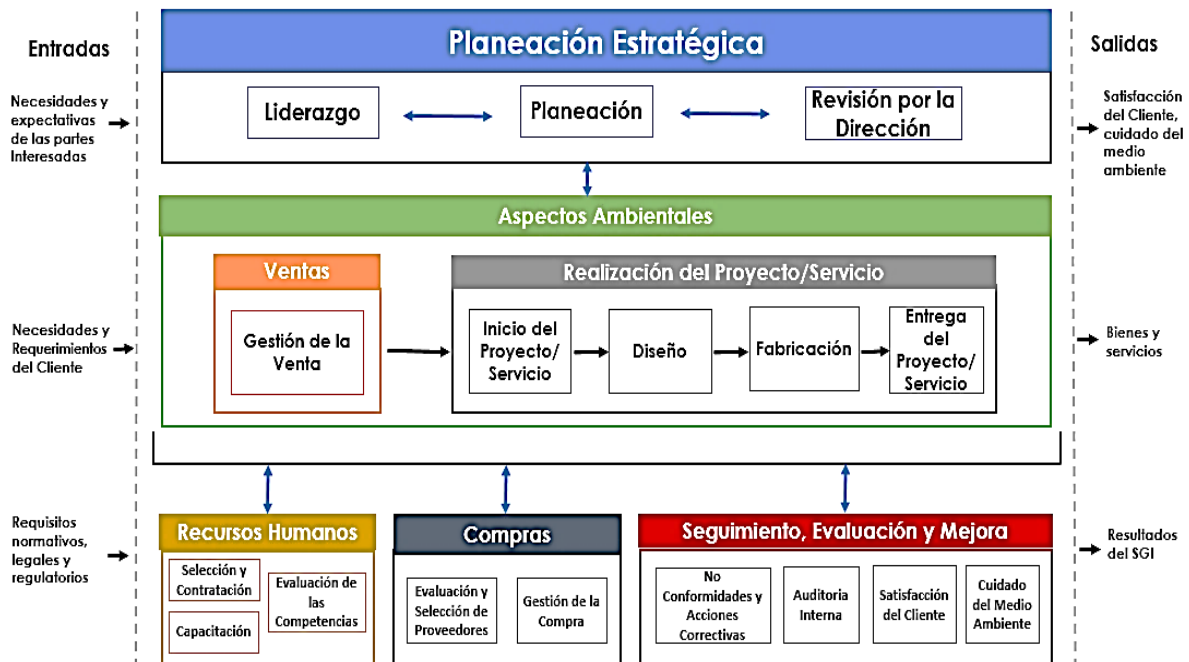 Entradas
Planeación Estratégica
Salidas
Necesidades y
expectativas
de las partes
Interesadas
Liderazgo
Planeación
Revisión por la
Dirección
Satisfacción
del Cliente,
cuidado del
medio
ambiente
Aspectos Ambientales
Ventas
Realización del Proyecto/Servicio
Necesidades y
Requerimientos
del Cliente
Gestión de la
Venta
Inicio del
Proyecto/
Servicio
Diseño
Fabricación
Entrega
del
Proyecto
/Servicio
Bienes y
servicios
Requisitos
normativos,
legales y
regulatorios
Recursos Humanos
Selección y
Contratación
Capacitación
Evaluación de
las
Competencias
Compras
Evaluación y
Selección de
Proveedores
Gestión de la
Compra
Seguimiento, Evaluación y Mejora
No
Conformidades y
Acciones
Correctivas
Auditoria
Interna
Satisfacción
del Cliente
Cuidado
del Medio
Ambiente
Resultados
del SGI